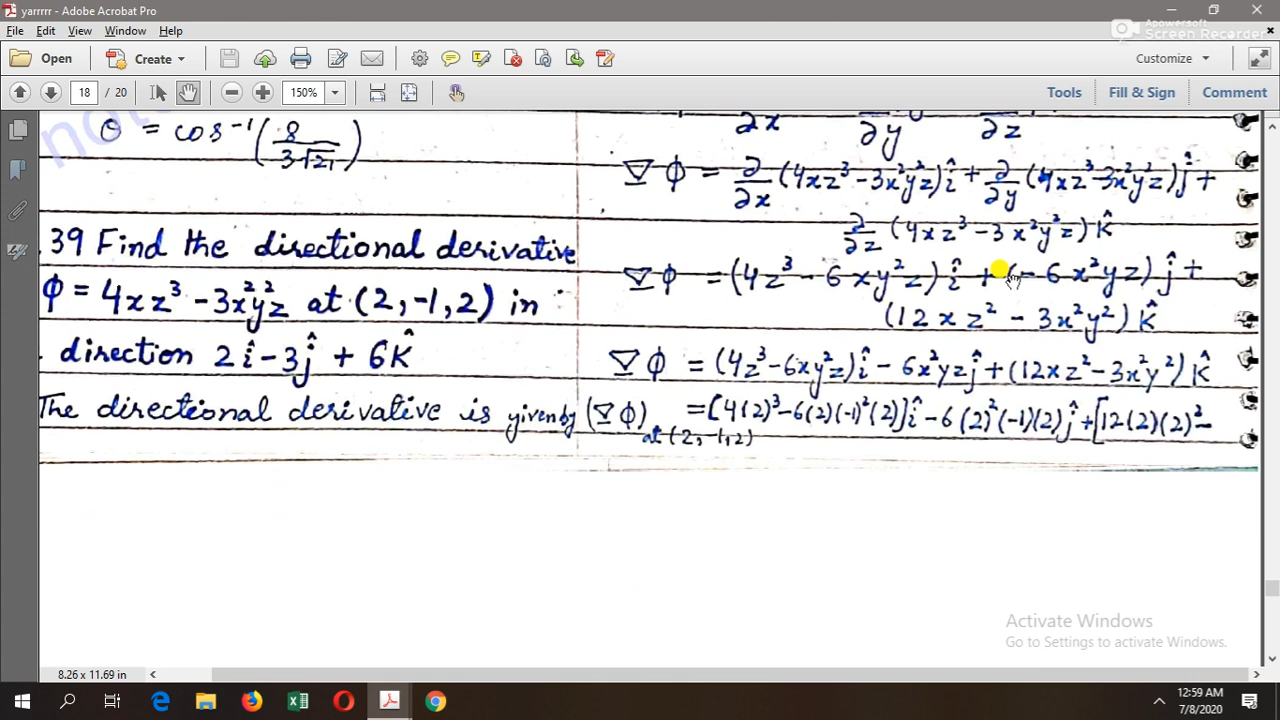 yarrrrr - Adobe Acrobat Pro
Apowersoft
Screen Recorder
File Edit View Window Help
Open Create Customize
18 / 20 150% Tools Fill & Sign Comment
θ = cos⁻¹ (8 / 3√21)
39 Find the directional derivative
φ = 4xz³ - 3x²y²z at (2, -1, 2) in
direction 2î - 3ĵ + 6k̂
The directional derivative is given by
∂x ∂y ∂z
∇φ = ∂/∂x (4xz³ - 3x²y²z) î + ∂/∂y (4xz³ - 3x²y²z) ĵ +
∂/∂z (4xz³ - 3x²y²z) k̂
∇φ = (4z³ - 6xy²z) î + (-6x²yz) ĵ +
(12xz² - 3x²y²) k̂
∇φ = (4z³ - 6xy²z) î - 6x²yz ĵ + (12xz² - 3x²y²) k̂
(∇φ) at (2, -1, 2) = [4(2)³ - 6(2)(-1)²(2)] î - 6(2)²(-1)(2) ĵ + [12(2)(2)² -
Activate Windows
Go to Settings to activate Windows.
8.26 x 11.69 in
12:59 AM
7/8/2020